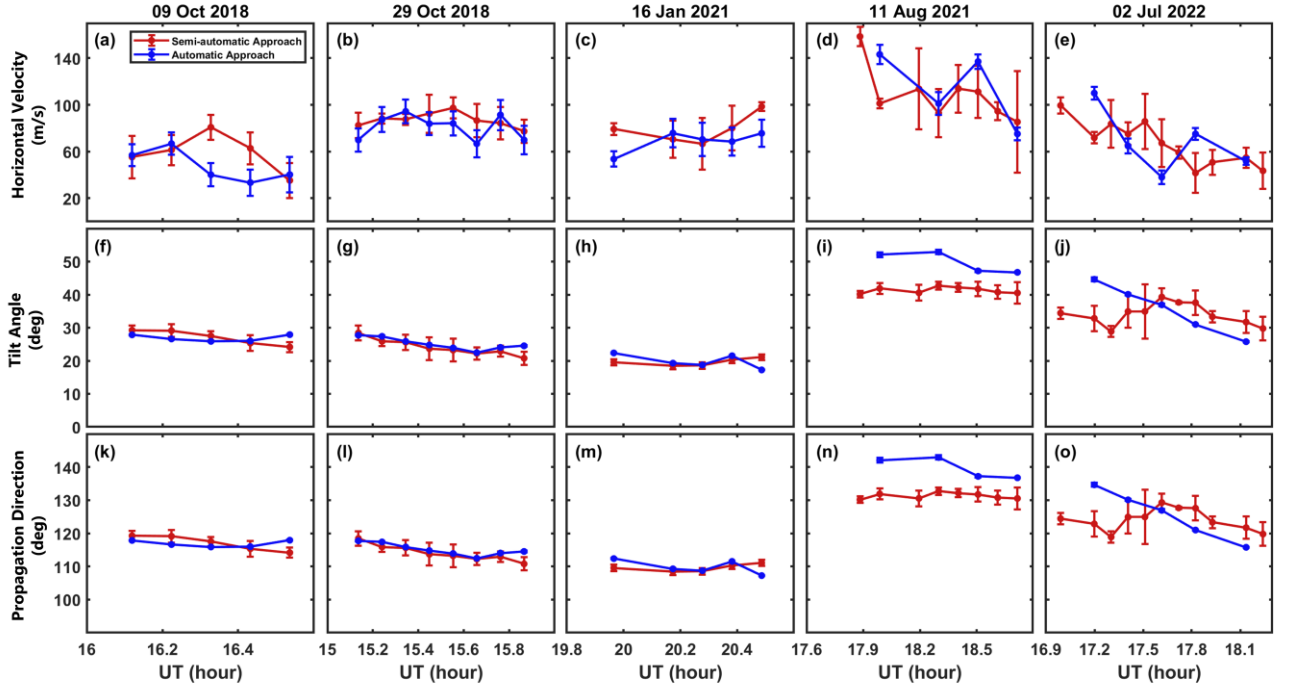 09 Oct 2018 29 Oct 2018 16 Jan 2021 11 Aug 2021 02 Jul 2022
Horizontal Velocity
(m/s)
140
100
60
20
(a) (b) (c) (d) (e)
Semi-automatic Approach
Automatic Approach
Tilt Angle
(deg)
50
40
30
20
10
0
(f) (g) (h) (i) (j)
Propagation Direction
(deg)
140
130
120
110
100
(k) (l) (m) (n) (o)
16 16.2 16.4 15 15.2 15.4 15.6 15.8 19.8 20 20.2 20.4 17.6 17.9 18.2 18.5 16.9 17.2 17.5 17.8 18.1
UT (hour) UT (hour) UT (hour) UT (hour) UT (hour)